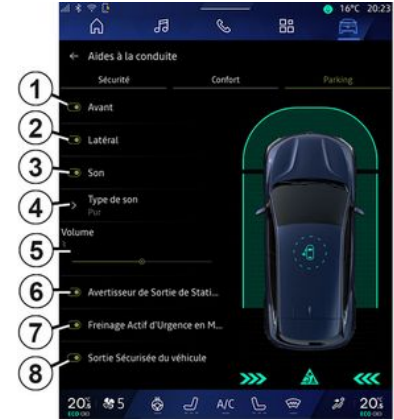 16°C 20:23
← Aides à la conduite
Sécurité Confort Parking
1 Avant
2 Latéral
3 Son
4 Type de son
Pur
Volume
5
6 Avertisseur de Sortie de Stati...
7 Freinage Actif d'Urgence en M...
8 Sortie Sécurisée du véhicule
20.5 5 A/C 20.5
ECO ECO